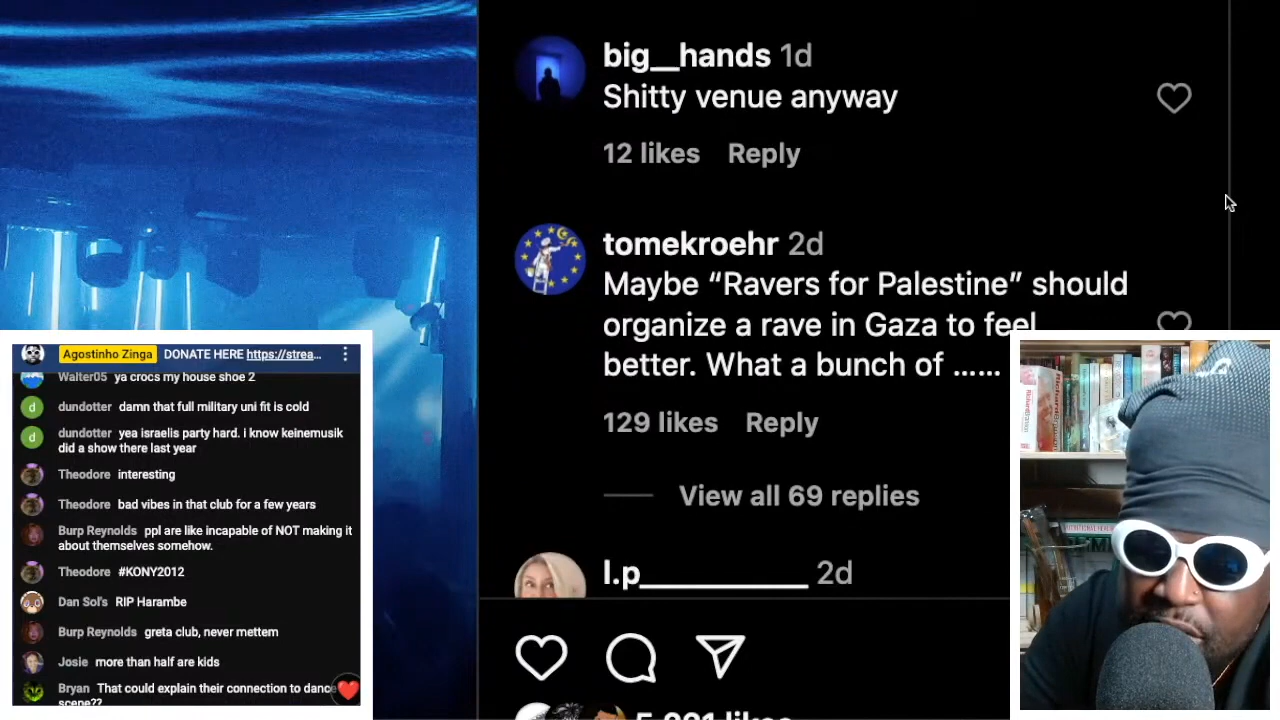 big__hands 1d
Shitty venue anyway
12 likes Reply
tomekroehr 2d
Maybe “Ravers for Palestine” should
organize a rave in Gaza to feel
better. What a bunch of ......
129 likes Reply
View all 69 replies
l.p__________ 2d
Agostinho Zinga DONATE HERE https://strea...
Walter05 ya crocs my house shoe 2
dundotter damn that full military uni fit is cold
dundotter yea israelis party hard. i know keinemusik
did a show there last year
Theodore interesting
Theodore bad vibes in that club for a few years
Burp Reynolds ppl are like incapable of NOT making it
about themselves somehow.
Theodore #KONY2012
Dan Sol's RIP Harambe
Burp Reynolds greta club, never mettem
Josie more than half are kids
Bryan That could explain their connection to dance
scene??
likes